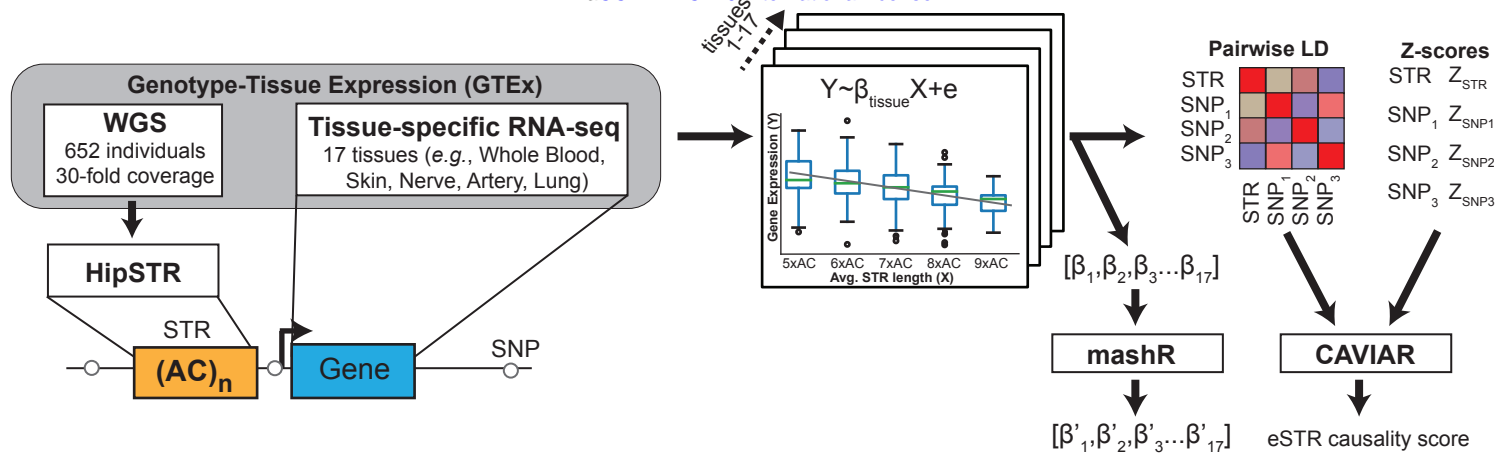 Genotype-Tissue Expression (GTEx)
WGS
652 individuals
30-fold coverage
Tissue-specific RNA-seq
17 tissues (e.g., Whole Blood,
Skin, Nerve, Artery, Lung)
HipSTR
STR
(AC)n
Gene
SNP
tissues
1-17
Y~βtissueX+e
Gene Expression (Y)
5xAC 6xAC 7xAC 8xAC 9xAC
Avg. STR length (X)
[β1,β2,β3...β17]
mashR
[β'1,β'2,β'3...β'17]
Pairwise LD
STR
SNP1
SNP2
SNP3
STR SNP1 SNP2 SNP3
Z-scores
STR ZSTR
SNP1 ZSNP1
SNP2 ZSNP2
SNP3 ZSNP3
CAVIAR
eSTR causality score